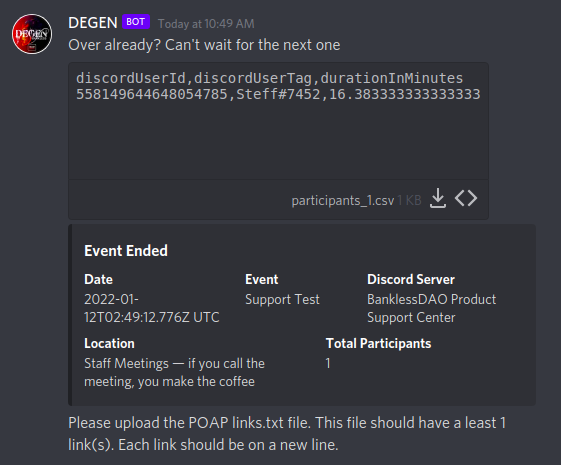 DEGEN
DEGEN BOT Today at 10:49 AM
Over already? Can't wait for the next one
discordUserId,discordUserTag,durationInMinutes
558149644648054785,Steff#7452,16.383333333333333
participants_1.csv 1 KB
Event Ended
Date Event Discord Server
2022-01- Support Test BanklessDAO Product
12T02:49:12.776Z UTC Support Center
Location Total Participants
Staff Meetings — if you call the 1
meeting, you make the coffee
Please upload the POAP links.txt file. This file should have a least 1
link(s). Each link should be on a new line.